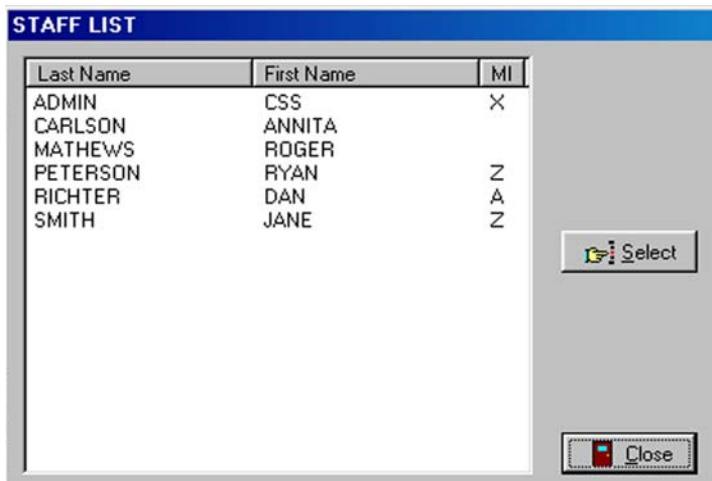 STAFF LIST
Last Name First Name MI
ADMIN CSS X
CARLSON ANNITA
MATHEWS ROGER
PETERSON RYAN Z
RICHTER DAN A
SMITH JANE Z
Select
Close